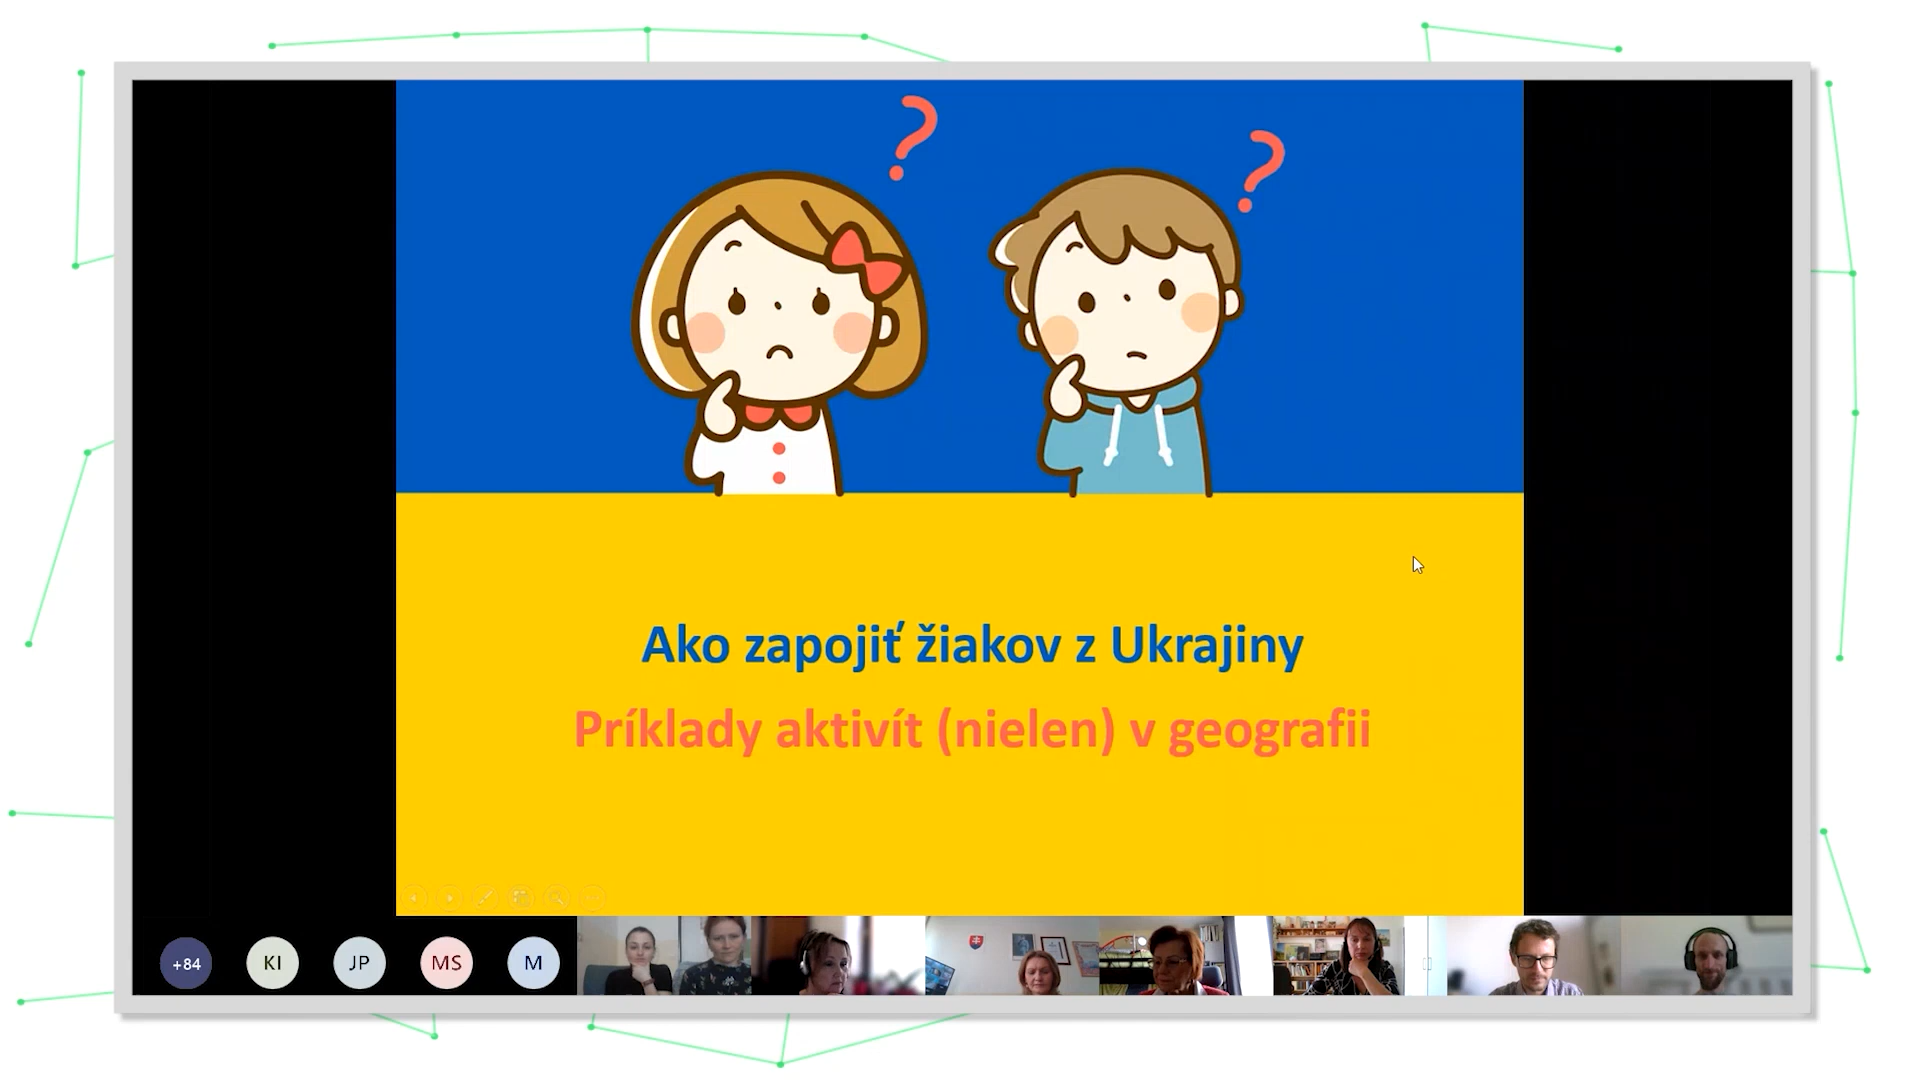 ?
?
Ako zapojiť žiakov z Ukrajiny
Príklady aktivít (nielen) v geografii
+84
KI
JP
MS
M